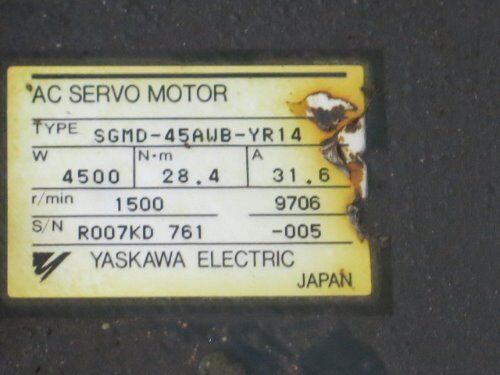 AC SERVO MOTOR
TYPE SGMD-45AWB-YR14
W N·m A
4500 28.4 31.6
r/min 1500 9706
S/N R007KD 761 -005
YASKAWA ELECTRIC
JAPAN